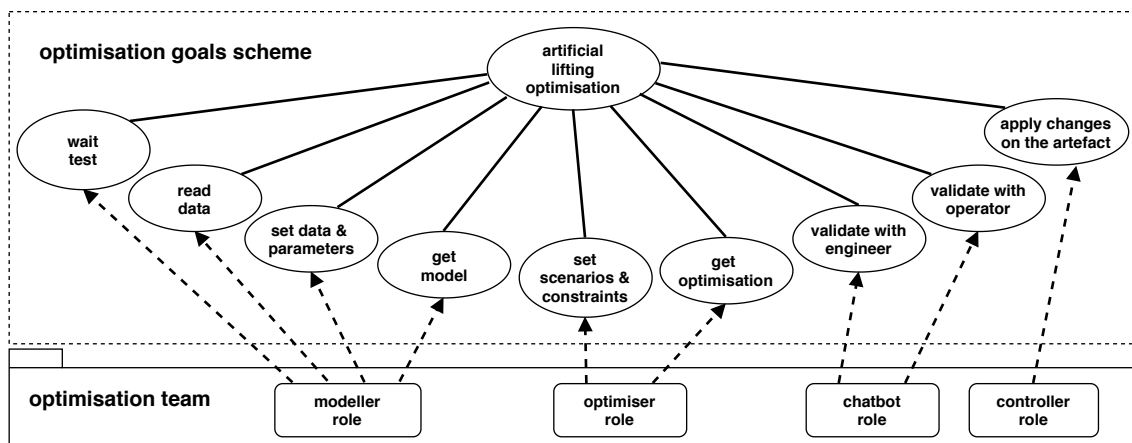 optimisation goals scheme
artificial
lifting
optimisation
wait
test
read
data
set data &
parameters
get
model
set
scenarios &
constraints
get
optimisation
validate with
engineer
validate with
operator
apply changes
on the artefact
optimisation team
modeller
role
optimiser
role
chatbot
role
controller
role